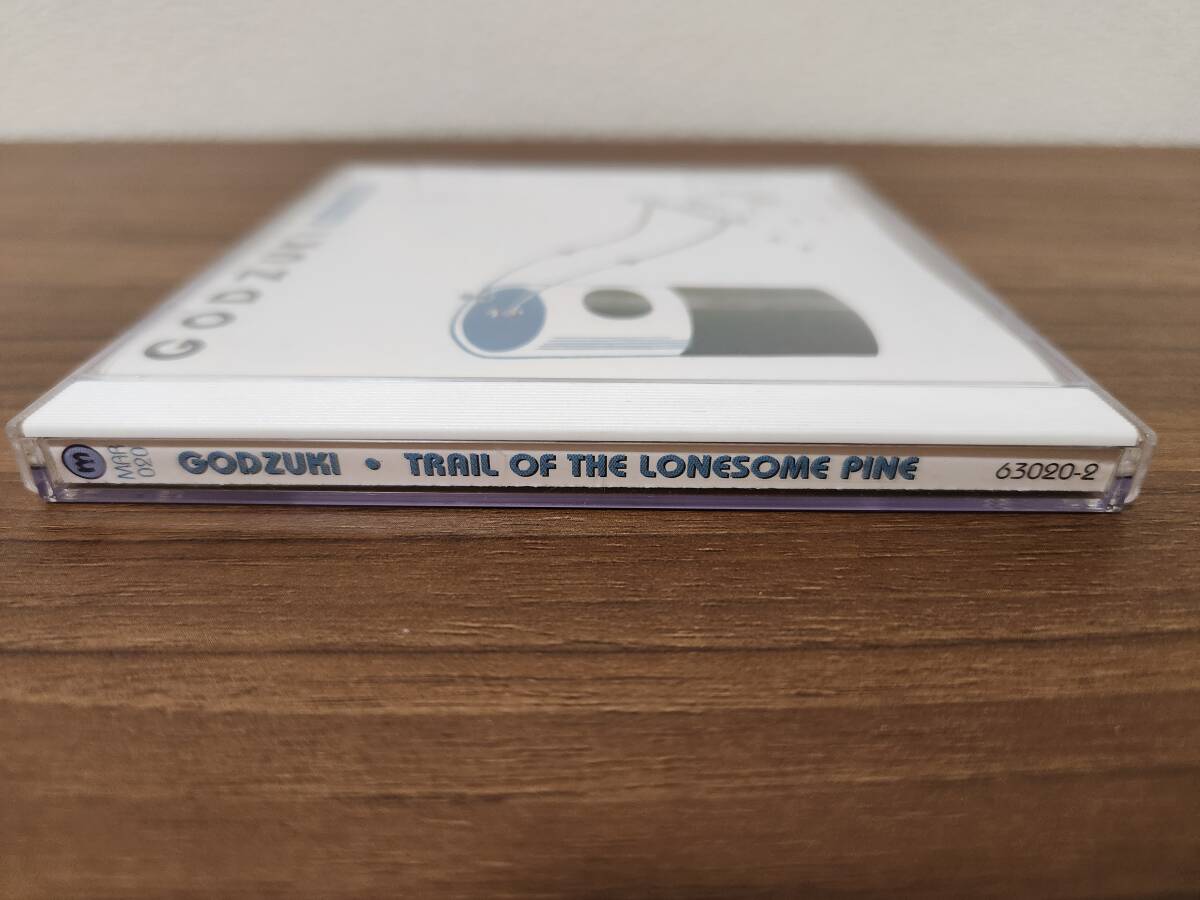 GODZUKI
m
MAR
020
GODZUKI • TRAIL OF THE LONESOME PINE
63020-2